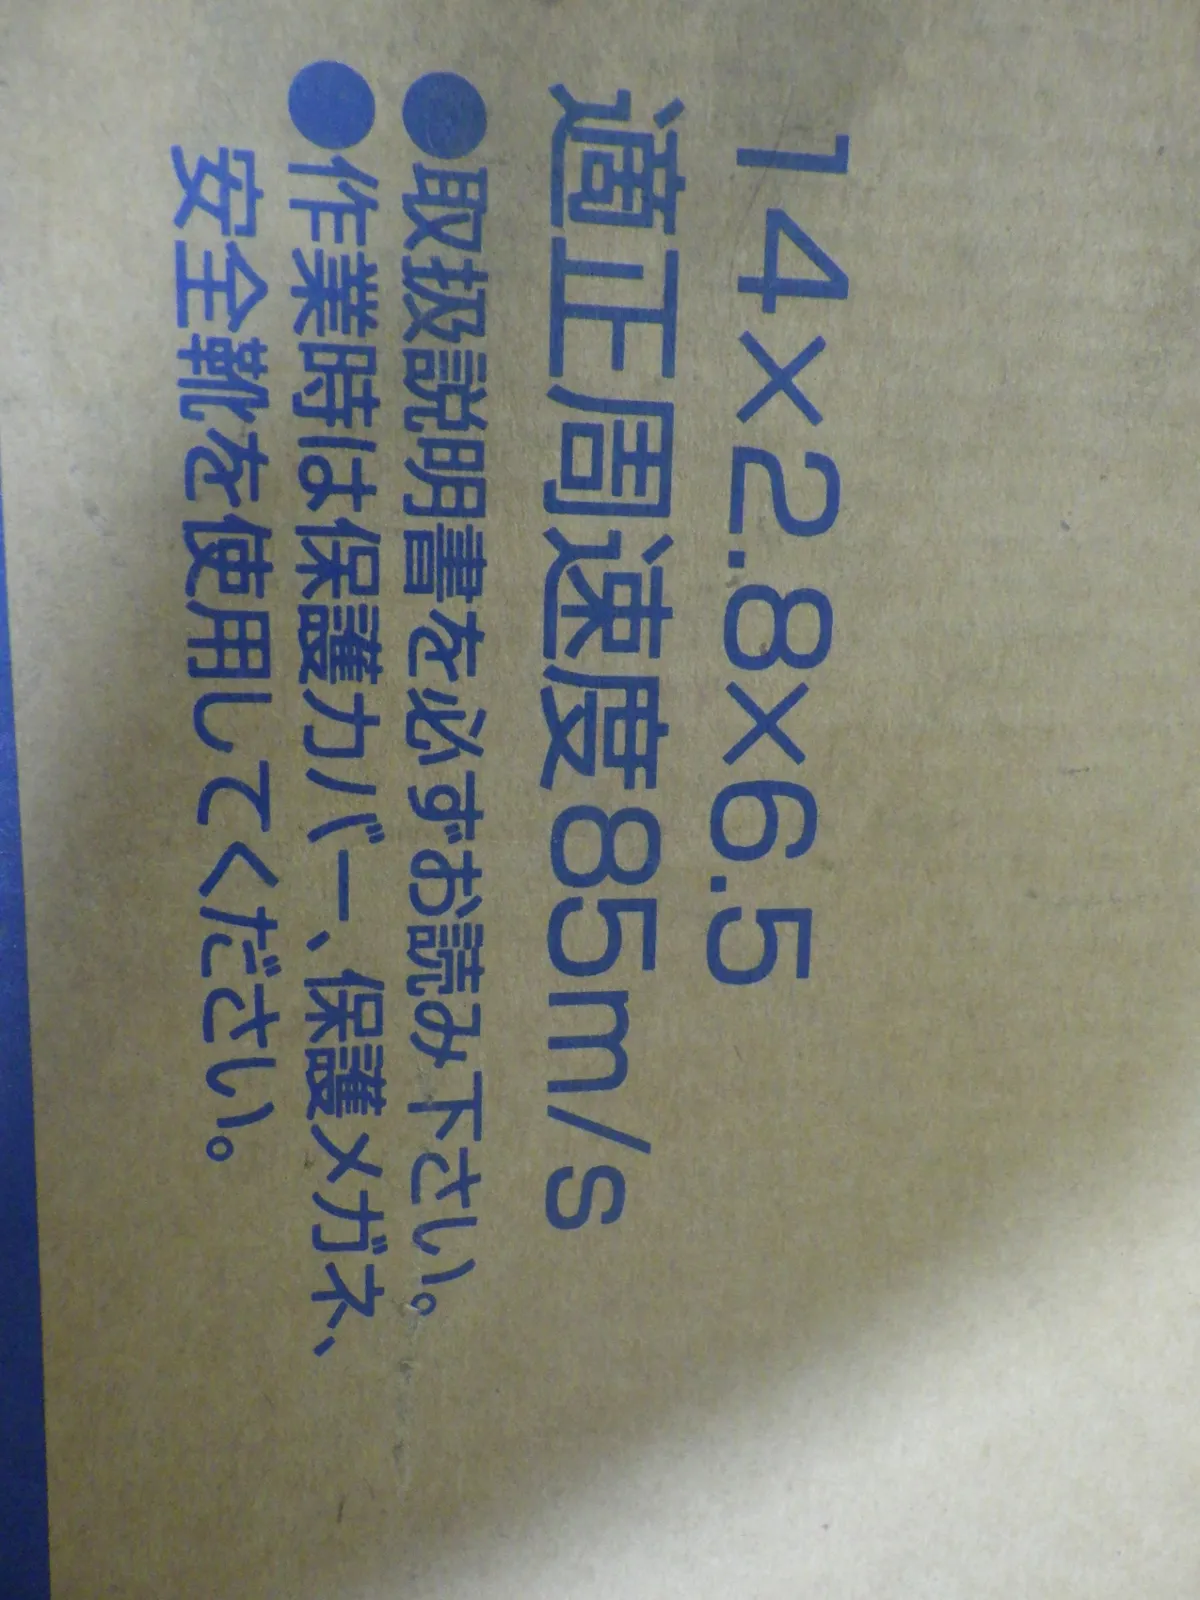 14×2.8×6.5
適正周速度85m/s
●取扱説明書を必ずお読み下さい。
●作業時は保護カバー、保護メガネ、
安全靴を使用してください。